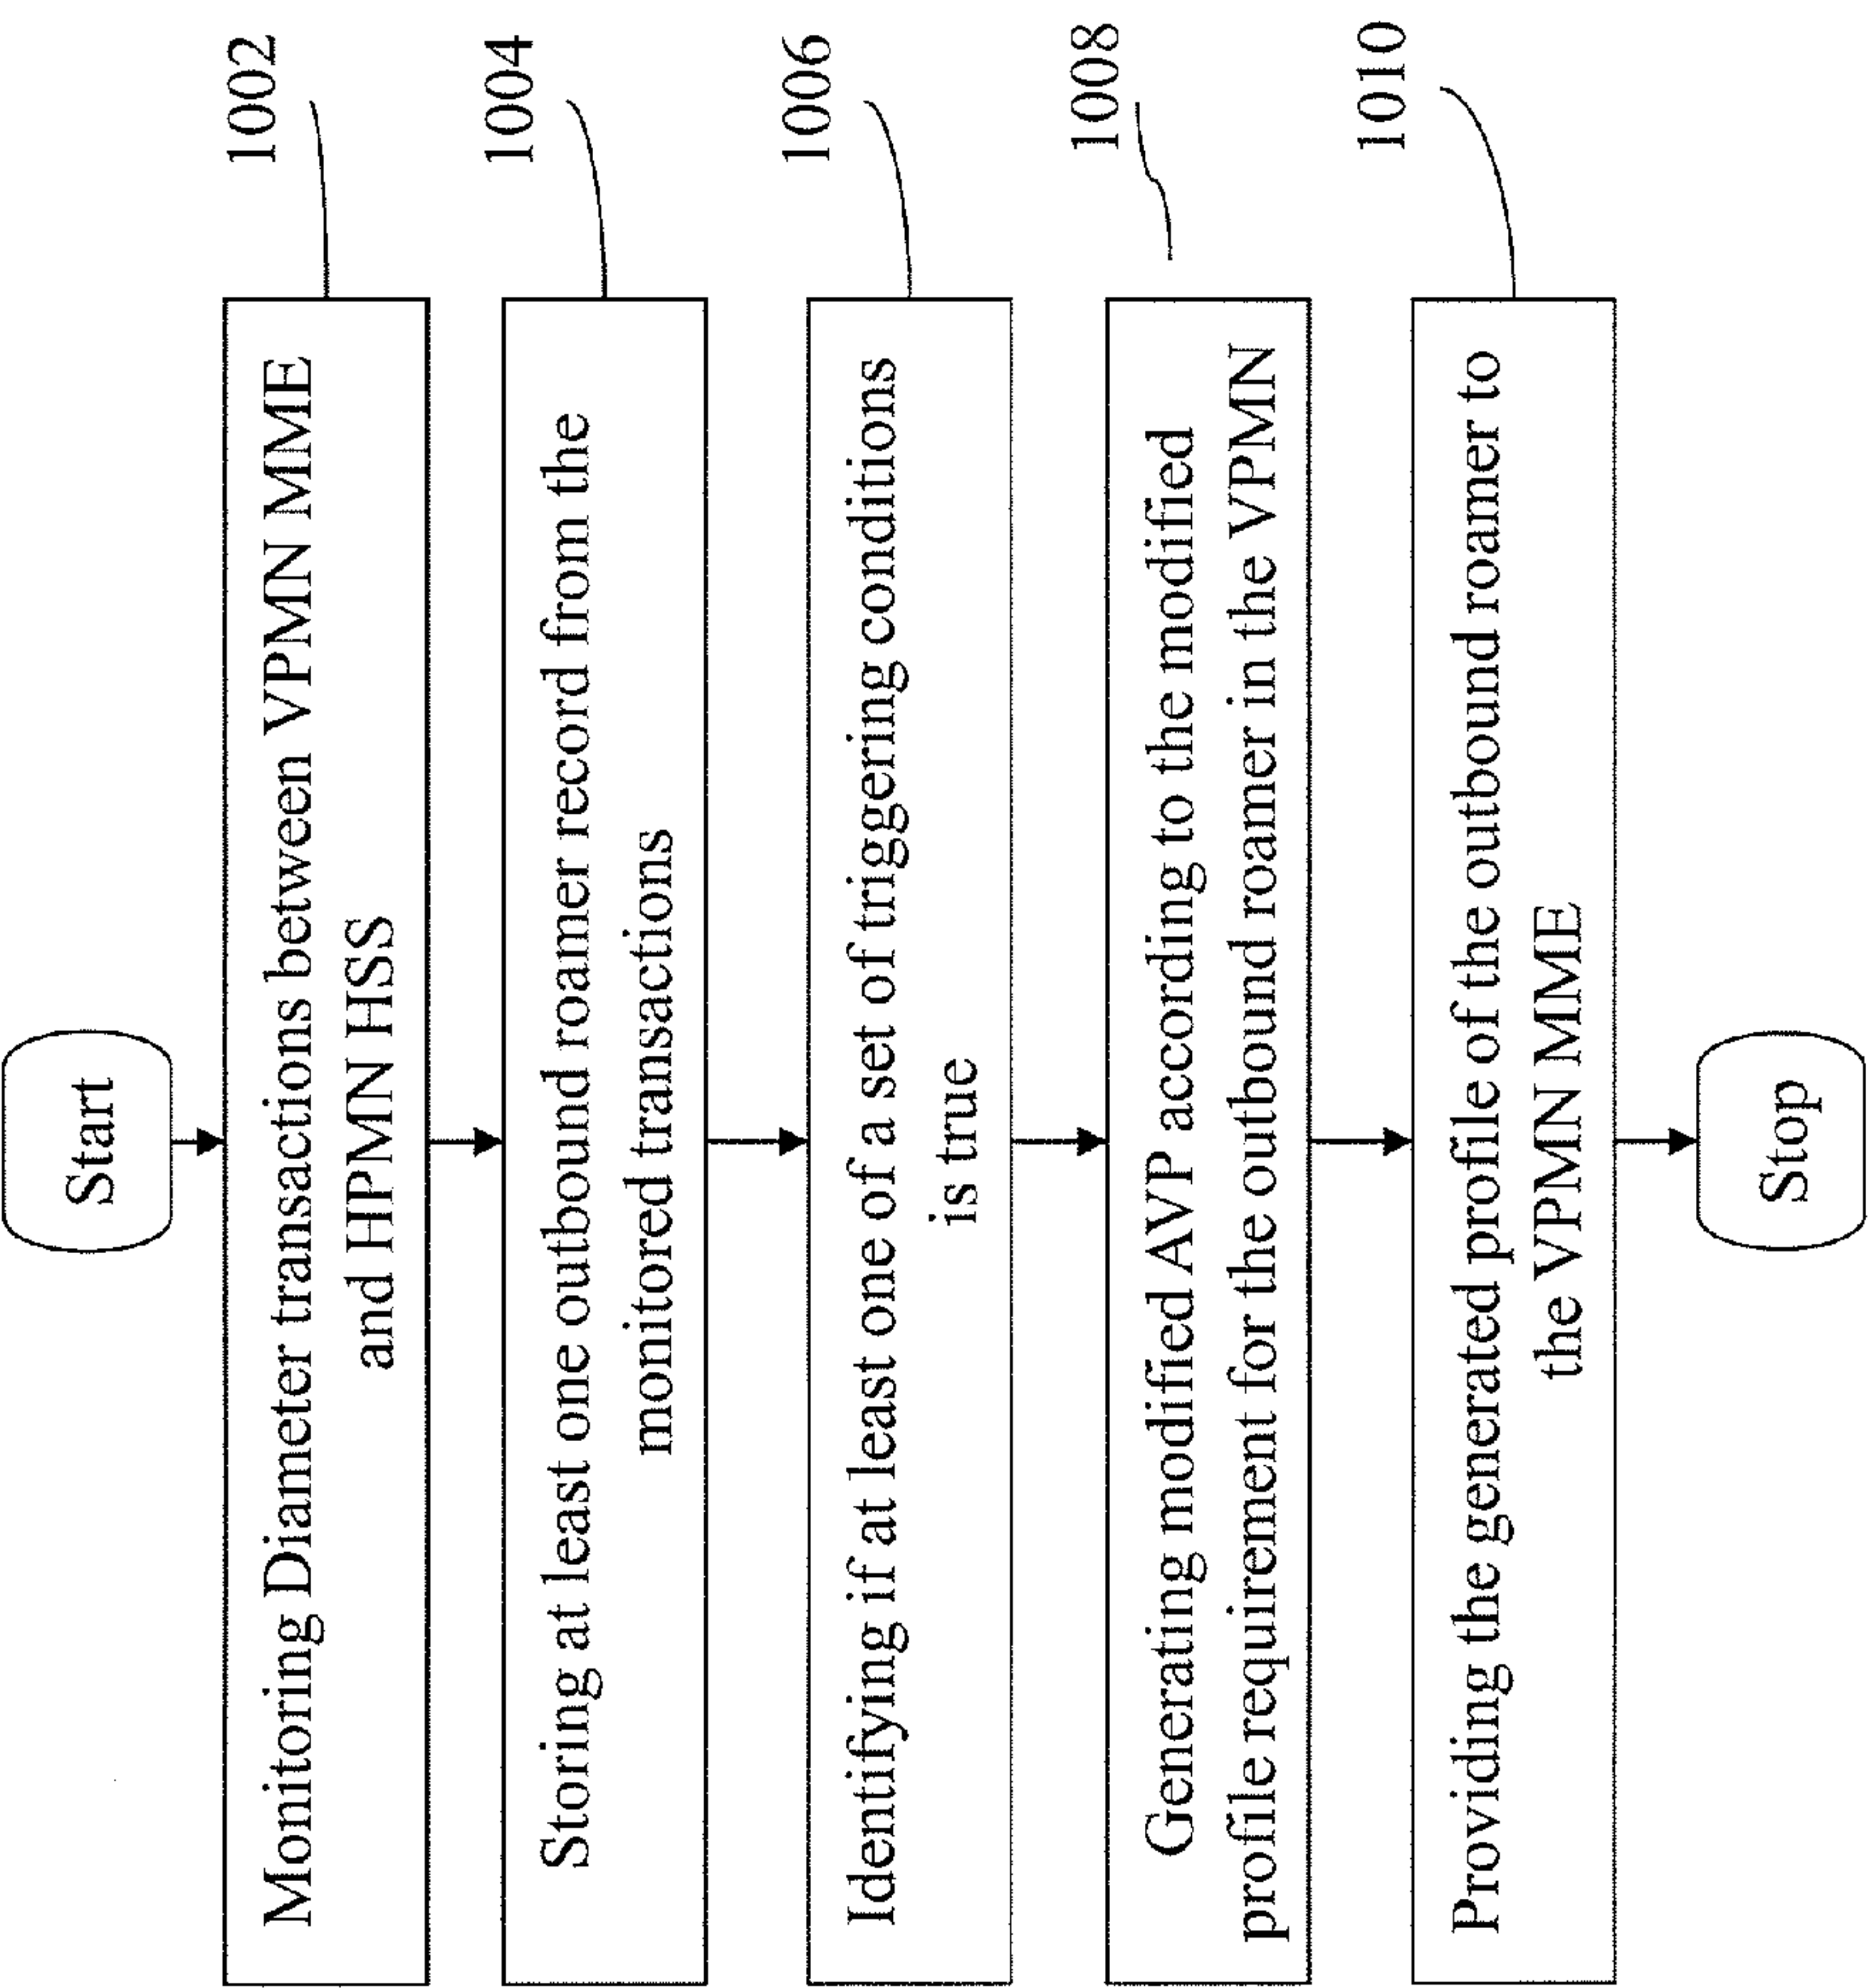 Start
Monitoring Diameter transactions between VPMN MME
and HPMN HSS
1002
Storing at least one outbound roamer record from the
monitored transactions
1004
Identifying if at least one of a set of triggering conditions
is true
1006
Generating modified AVP according to the modified
profile requirement for the outbound roamer in the VPMN
1008
Providing the generated profile of the outbound roamer to
the VPMN MME
1010
Stop